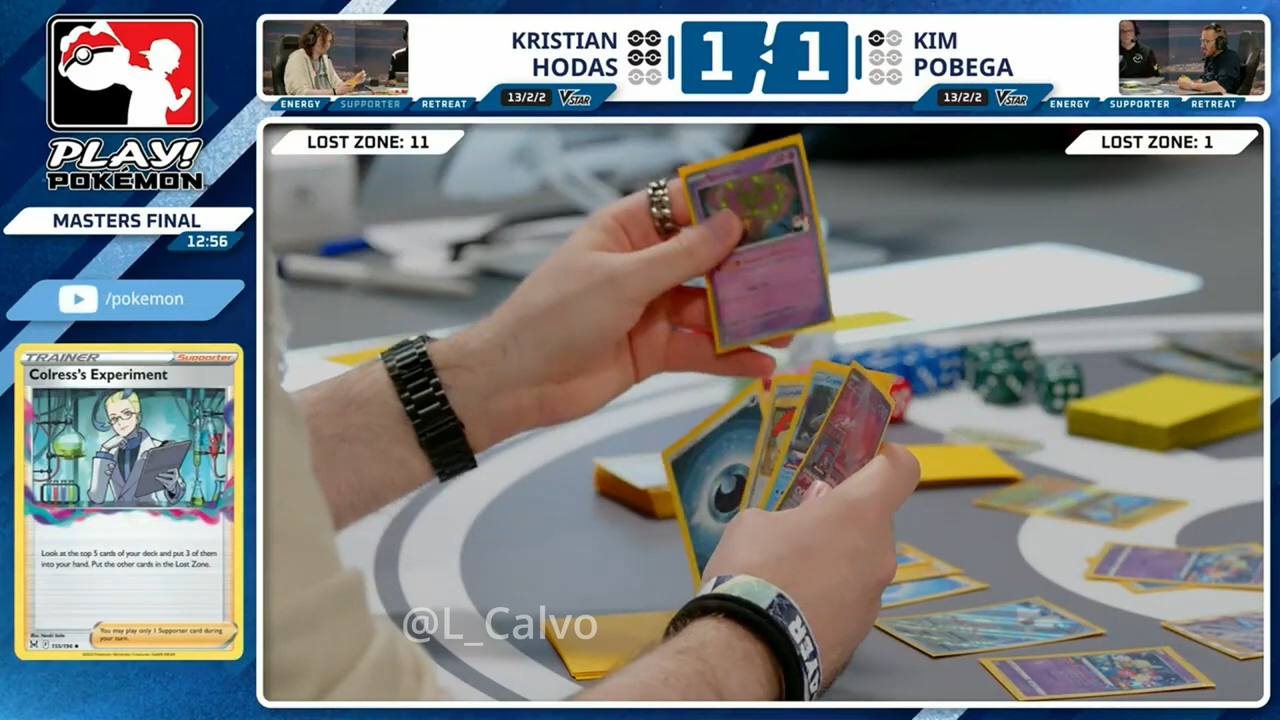 PLAY!
POKÉMON
MASTERS FINAL
12:56
/pokemon
TRAINER
Supporter
Colress's Experiment
Look at the top 5 cards of your deck and put 3 of them
into your hand. Put the other cards in the Lost Zone.
You may play only 1 Supporter card during
your turn.
155/196
KRISTIAN
HODAS
1
1
KIM
POBEGA
13/2/2
VSTAR
13/2/2
VSTAR
ENERGY
SUPPORTER
RETREAT
ENERGY
SUPPORTER
RETREAT
LOST ZONE: 11
LOST ZONE: 1
@L_Calvo